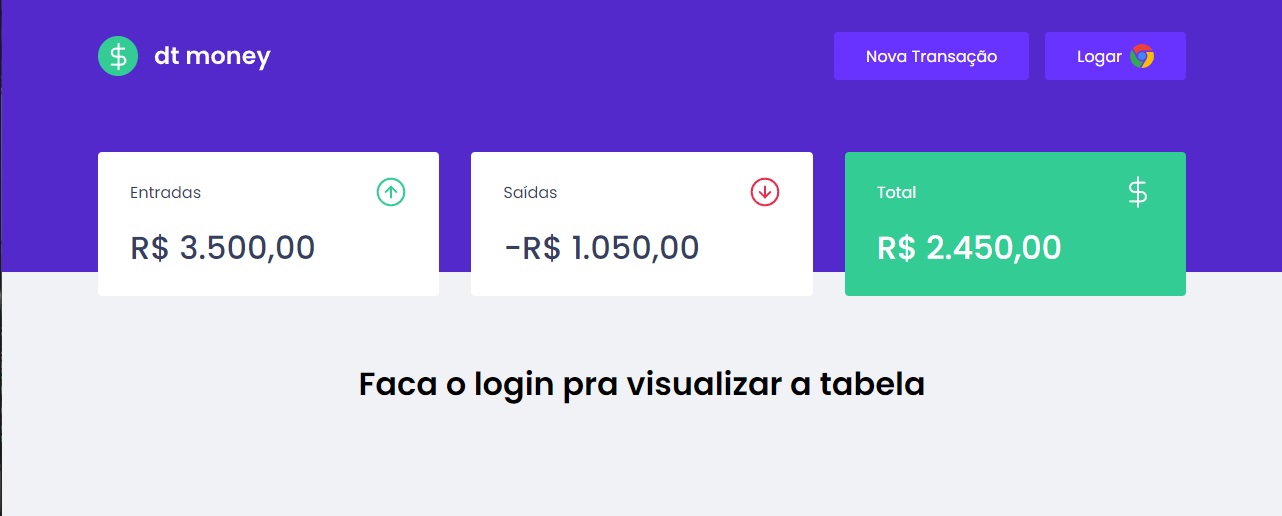 dt money
Nova Transação
Logar
Entradas
R$ 3.500,00
Saídas
-R$ 1.050,00
Total
R$ 2.450,00
Faca o login pra visualizar a tabela